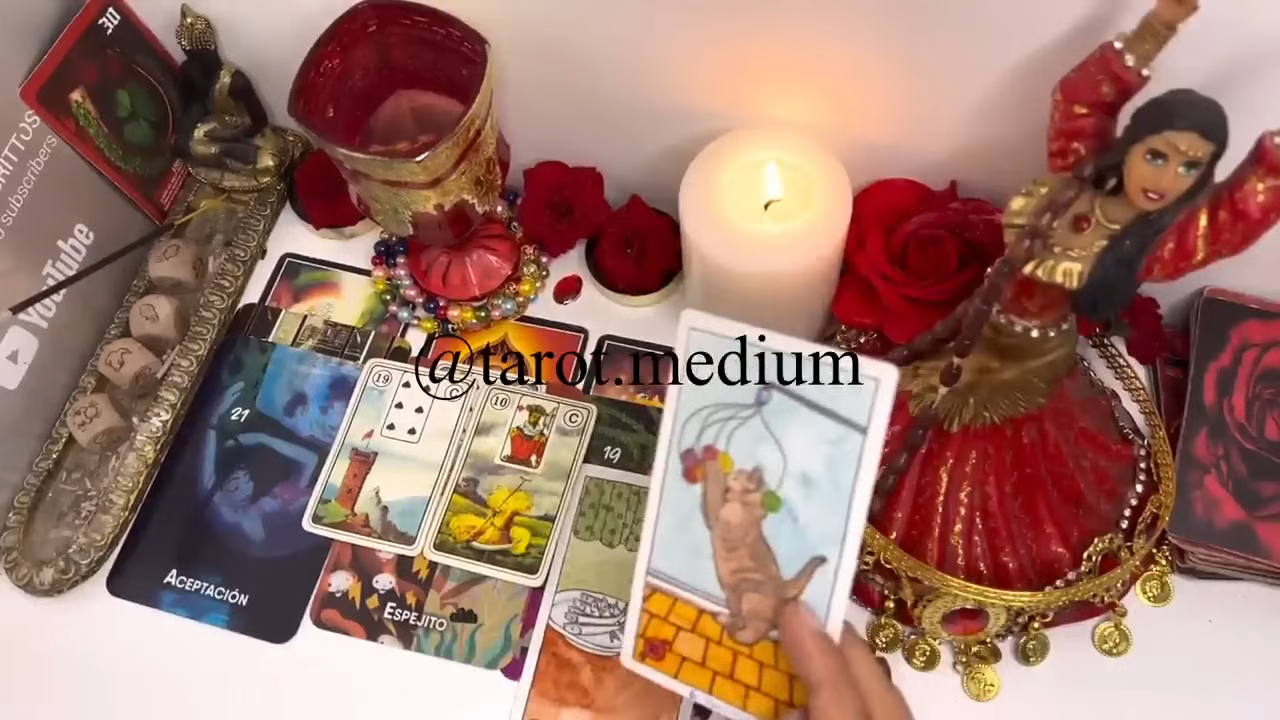 30
subscribers
YouTube
@tarot.medium
21
19
10
C
19
ACEPTACIÓN
ESPEJITO